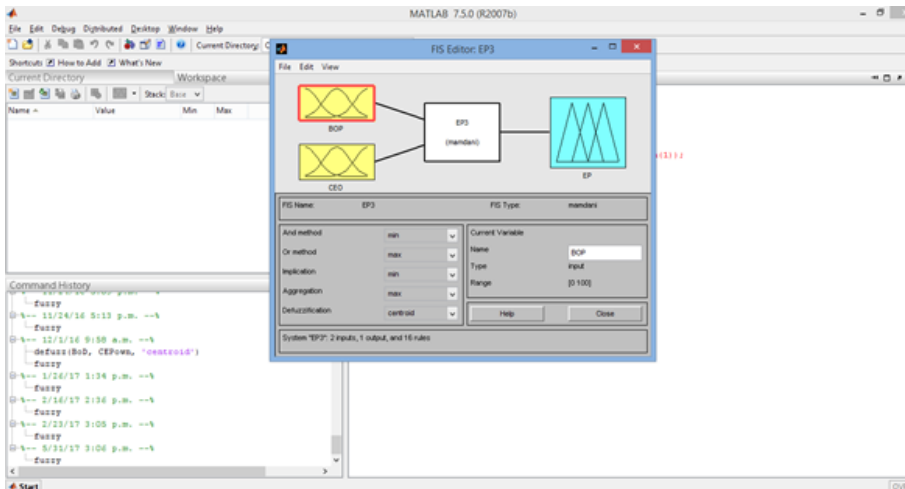 MATLAB 7.5.0 (R2007b)
File Edit Debug Distributed Desktop Window Help
Current Directory:
Shortcuts How to Add What's New
Current Directory Workspace
Stack: Base
Name Value Min Max
FIS Editor: EP3
File Edit View
BOP
CEO
EP3
(mamdani)
EP
(1));
FIS Name: EP3 FIS Type: mamdani
And method min
Or method max
Implication min
Aggregation max
Defuzzification centroid
Current Variable
Name BOP
Type input
Range [0 100]
Help Close
System "EP3": 2 inputs, 1 output, and 16 rules
Command History
fuzzy
%-- 11/24/16 5:13 p.m. --%
fuzzy
%-- 12/1/16 9:58 a.m. --%
defuzz(BoD, CEPown, 'centroid')
fuzzy
%-- 1/26/17 1:34 p.m. --%
fuzzy
%-- 2/16/17 2:36 p.m. --%
fuzzy
%-- 2/23/17 3:05 p.m. --%
fuzzy
%-- 5/31/17 3:06 p.m. --%
fuzzy
Start